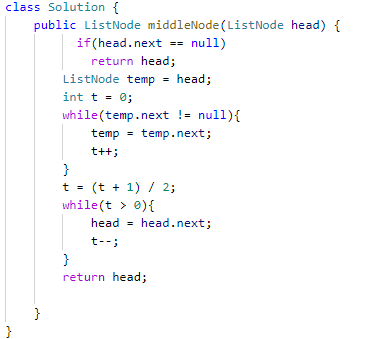 class Solution {
    public ListNode middleNode(ListNode head) {
          if(head.next == null)
            return head;
        ListNode temp = head;
        int t = 0;
        while(temp.next != null){
            temp = temp.next;
            t++;
        }
        t = (t + 1) / 2;
        while(t > 0){
            head = head.next;
            t--;
        }
        return head;
    }
}